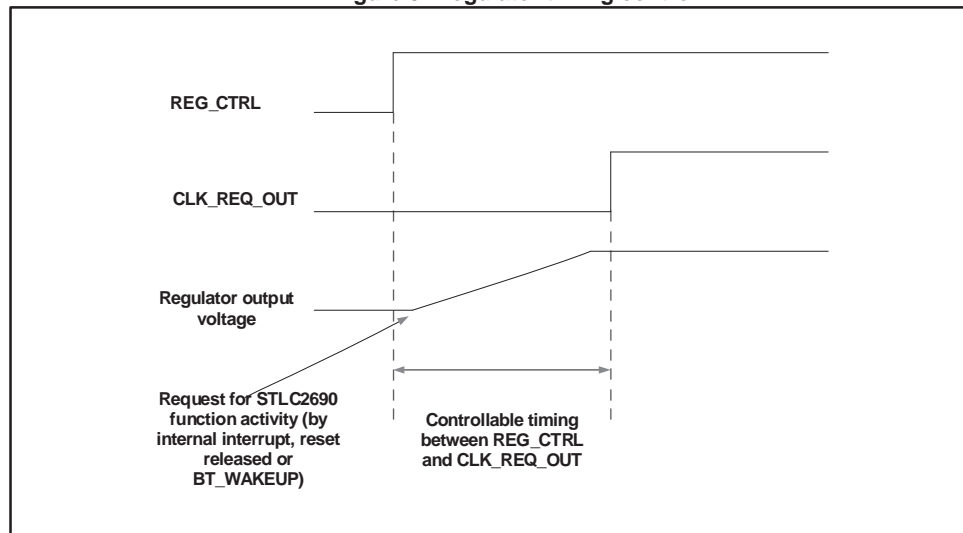 REG_CTRL
CLK_REQ_OUT
Regulator output
voltage
Request for STLC2690
function activity (by
internal interrupt, reset
released or
BT_WAKEUP)
Controllable timing
between REG_CTRL
and CLK_REQ_OUT